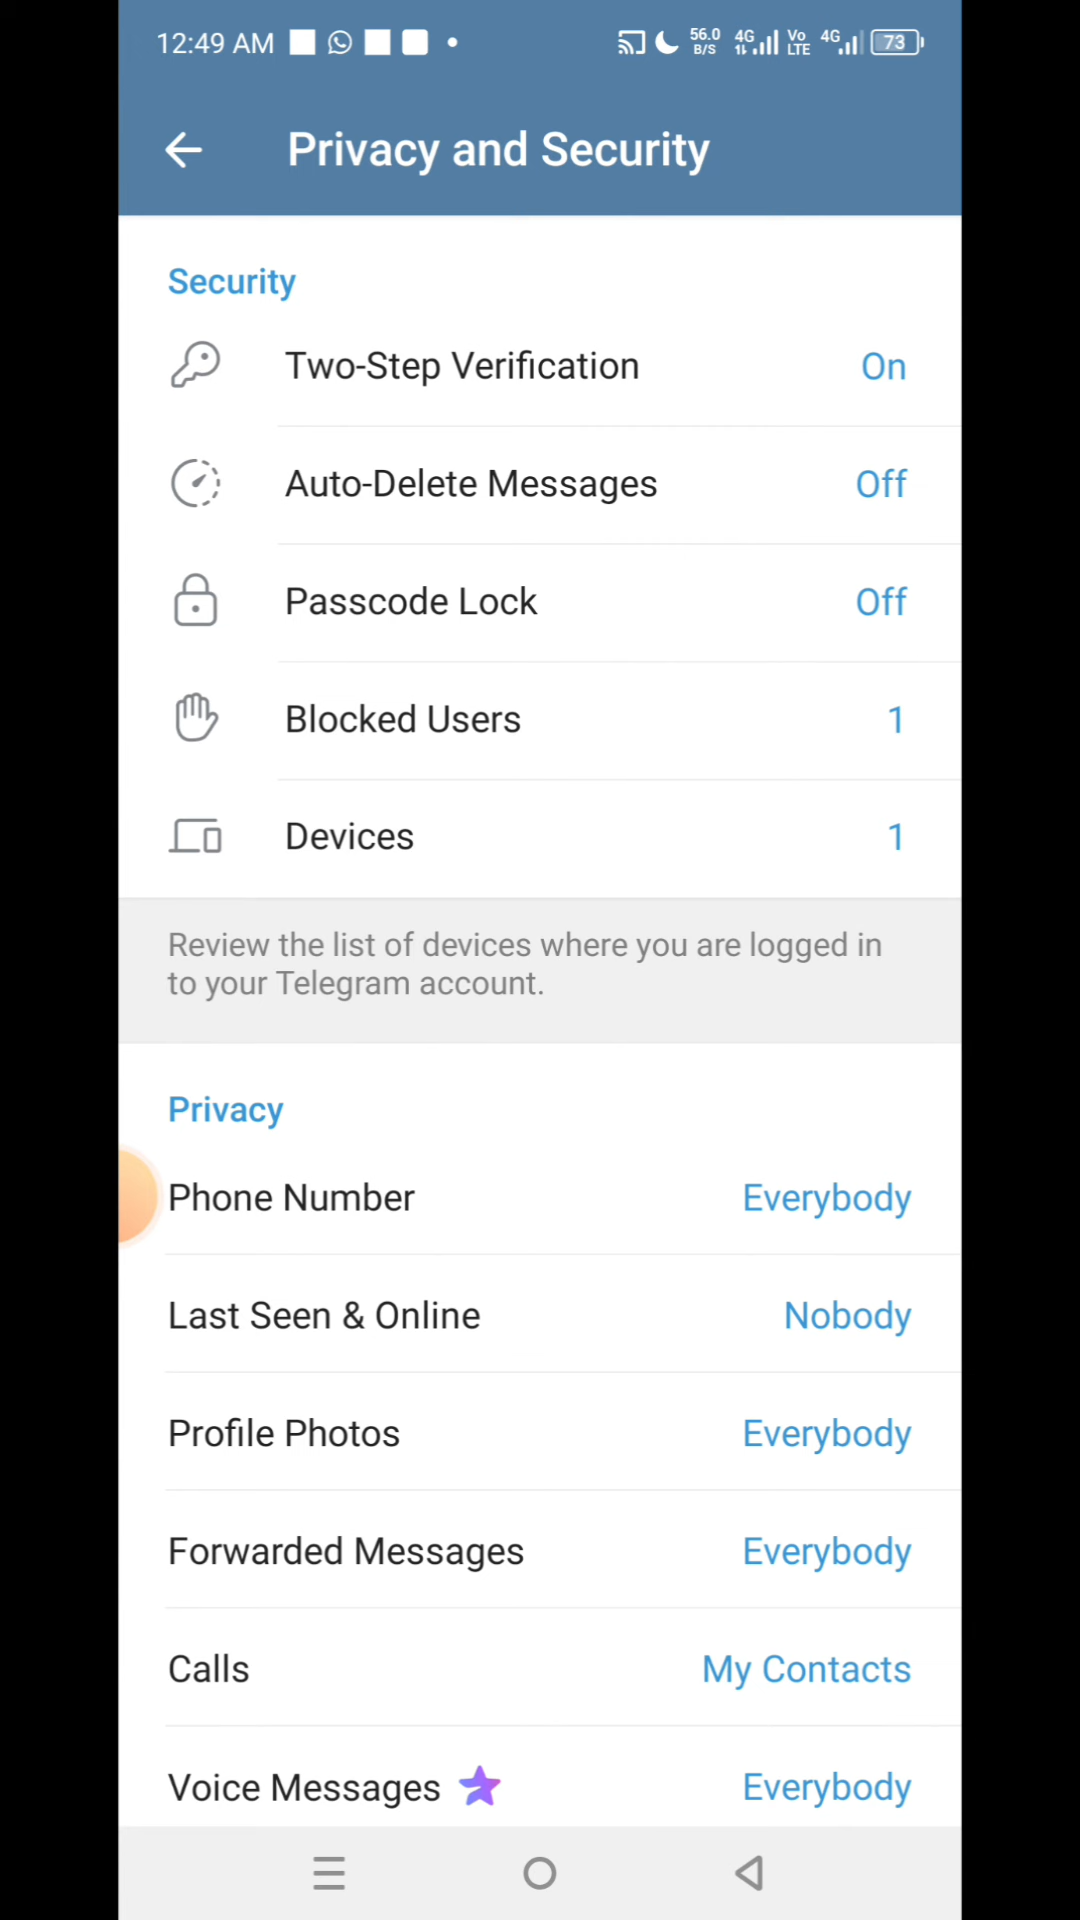 12:49 AM 56.0 B/S 4G Vo LTE 4G 73
Privacy and Security
Security
Two-Step Verification On
Auto-Delete Messages Off
Passcode Lock Off
Blocked Users 1
Devices 1
Review the list of devices where you are logged in
to your Telegram account.
Privacy
Phone Number Everybody
Last Seen & Online Nobody
Profile Photos Everybody
Forwarded Messages Everybody
Calls My Contacts
Voice Messages Everybody